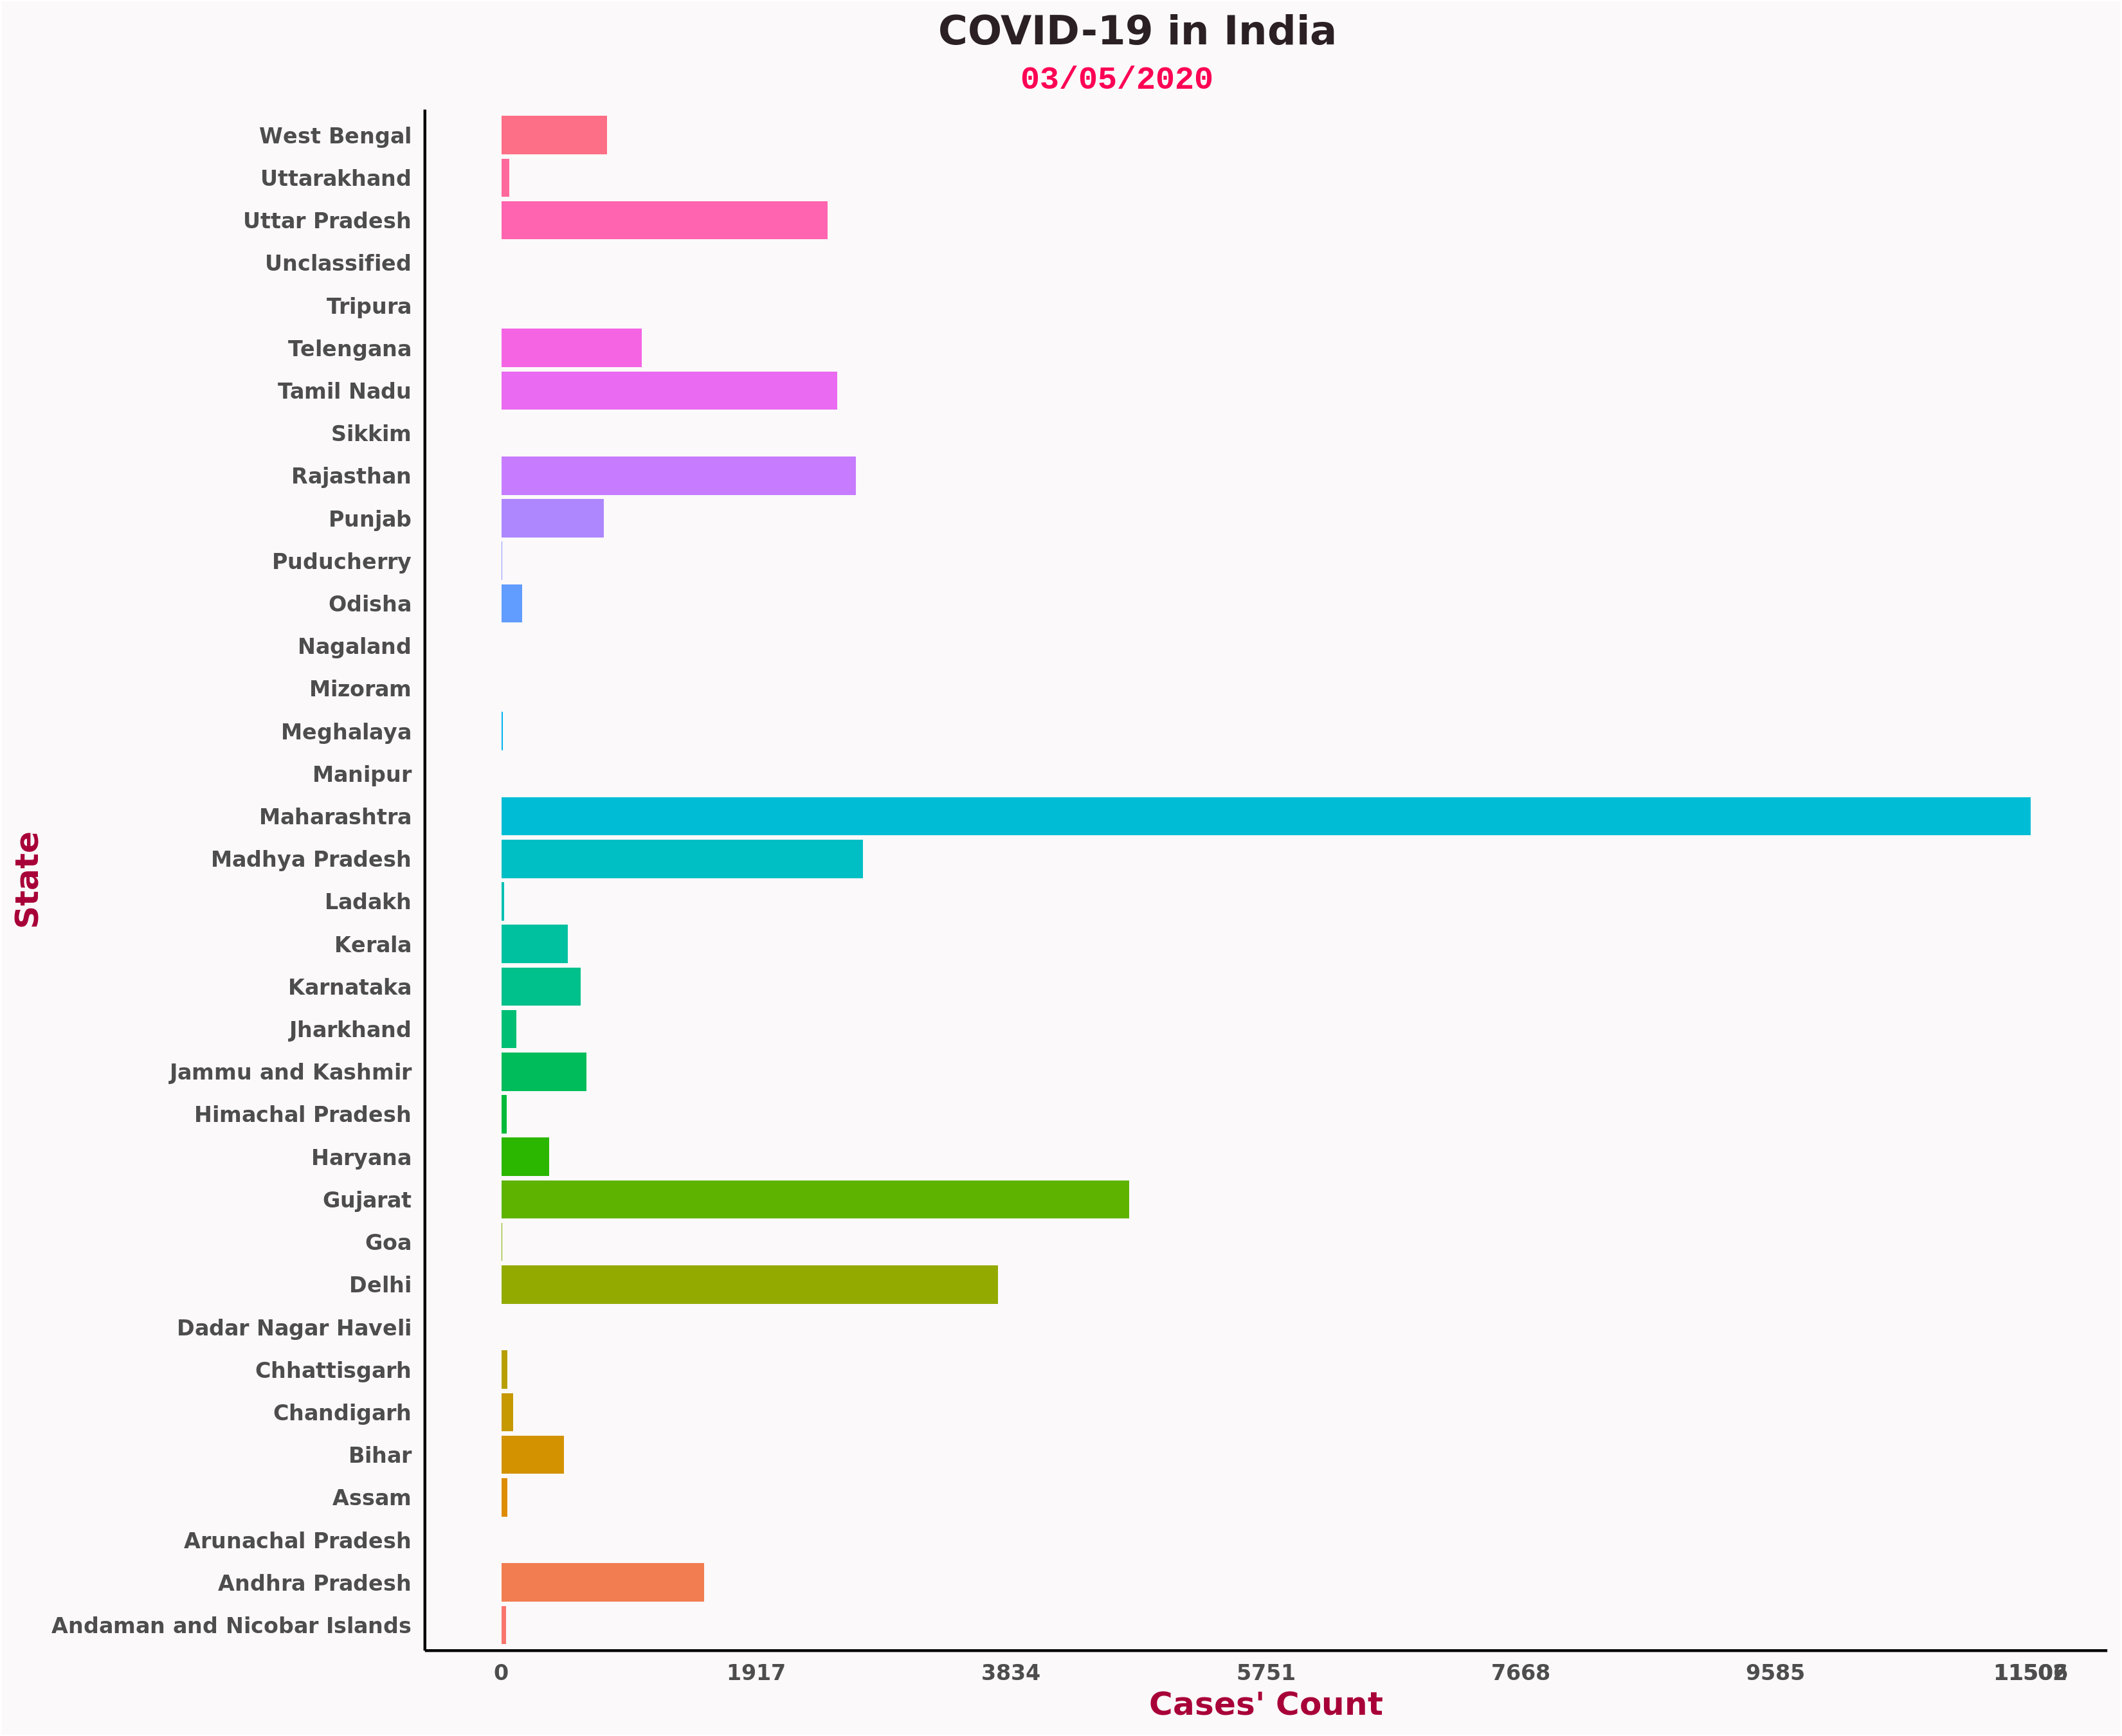 COVID-19 in India
03/05/2020
West Bengal
Uttarakhand
Uttar Pradesh
Unclassified
Tripura
Telengana
Tamil Nadu
Sikkim
Rajasthan
Punjab
Puducherry
Odisha
Nagaland
Mizoram
Meghalaya
Manipur
Maharashtra
Madhya Pradesh
Ladakh
Kerala
Karnataka
Jharkhand
Jammu and Kashmir
Himachal Pradesh
Haryana
Gujarat
Goa
Delhi
Dadar Nagar Haveli
Chhattisgarh
Chandigarh
Bihar
Assam
Arunachal Pradesh
Andhra Pradesh
Andaman and Nicobar Islands
State
0 1917 3834 5751 7668 9585
Cases' Count